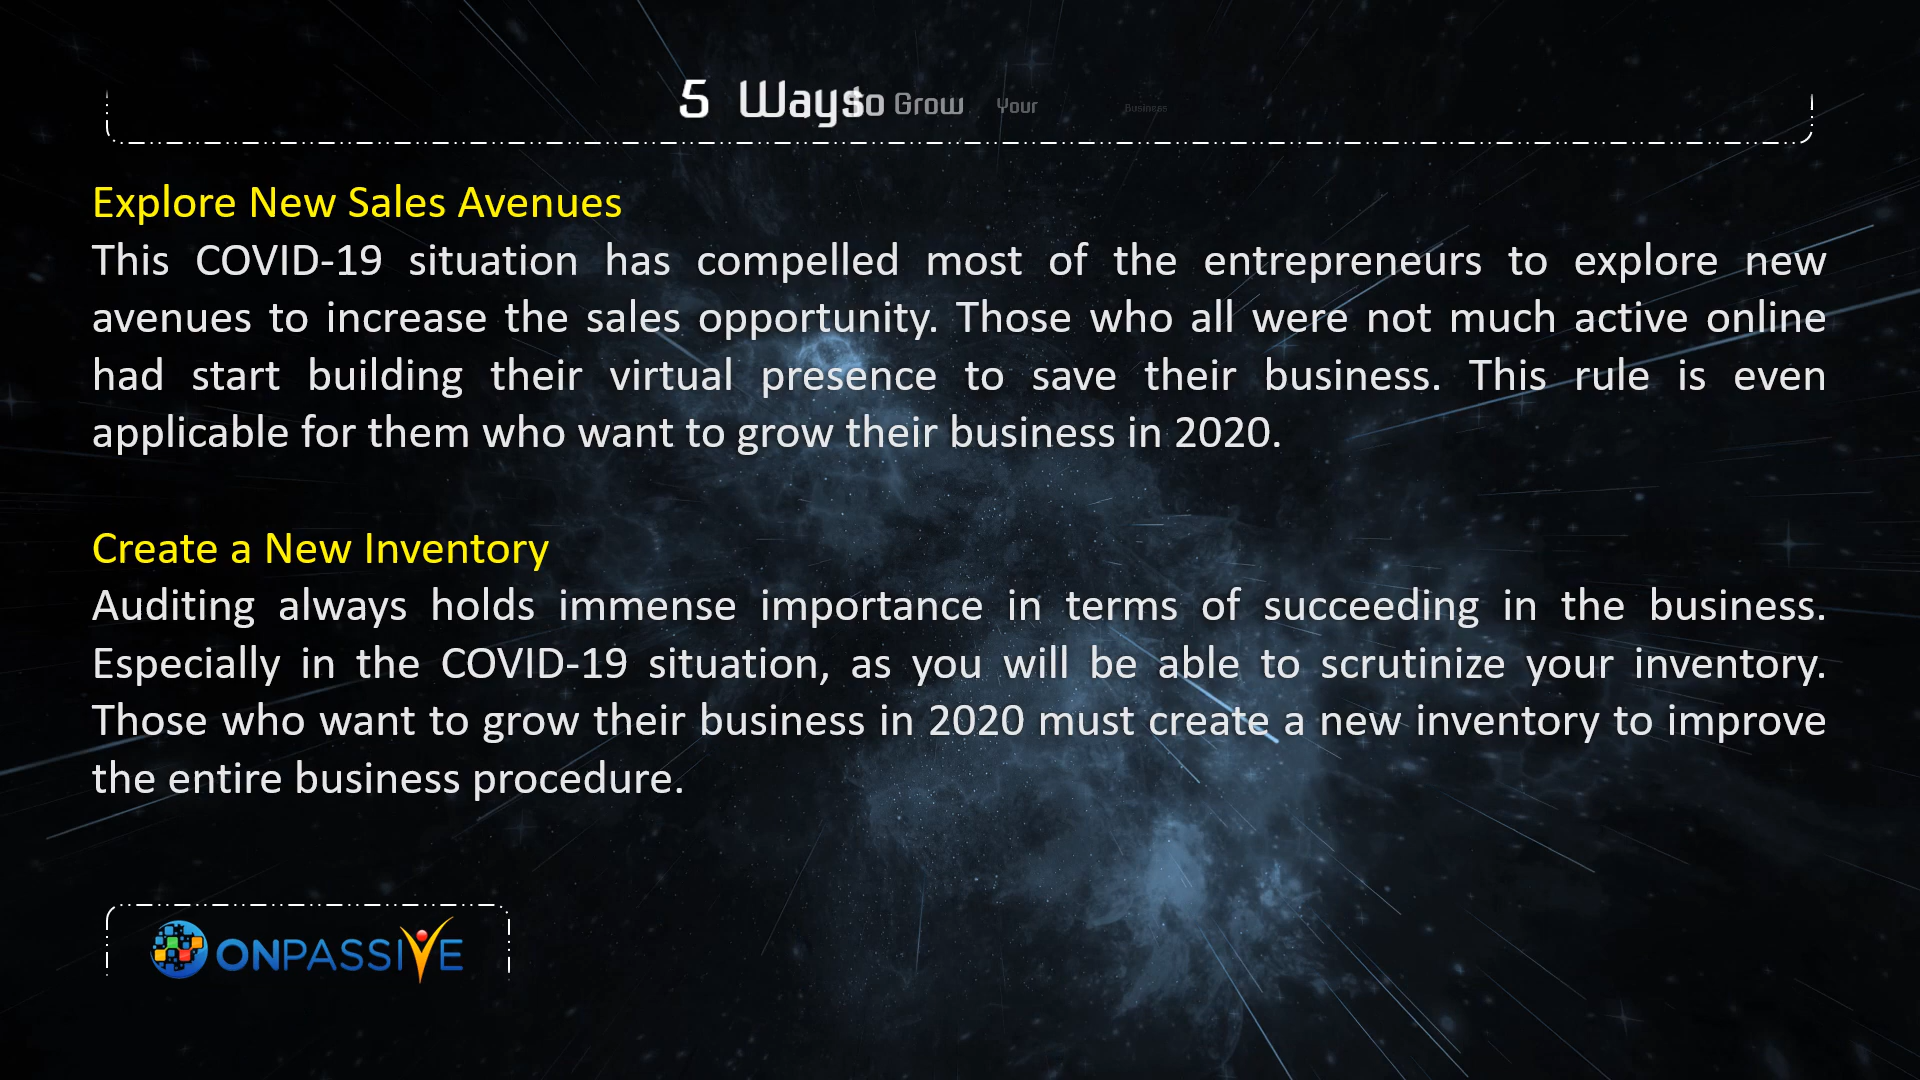 5 Ways to Grow Your Business
Explore New Sales Avenues
This COVID-19 situation has compelled most of the entrepreneurs to explore new
avenues to increase the sales opportunity. Those who all were not much active online
had start building their virtual presence to save their business. This rule is even
applicable for them who want to grow their business in 2020.
Create a New Inventory
Auditing always holds immense importance in terms of succeeding in the business.
Especially in the COVID-19 situation, as you will be able to scrutinize your inventory.
Those who want to grow their business in 2020 must create a new inventory to improve
the entire business procedure.
ONPASSIVE